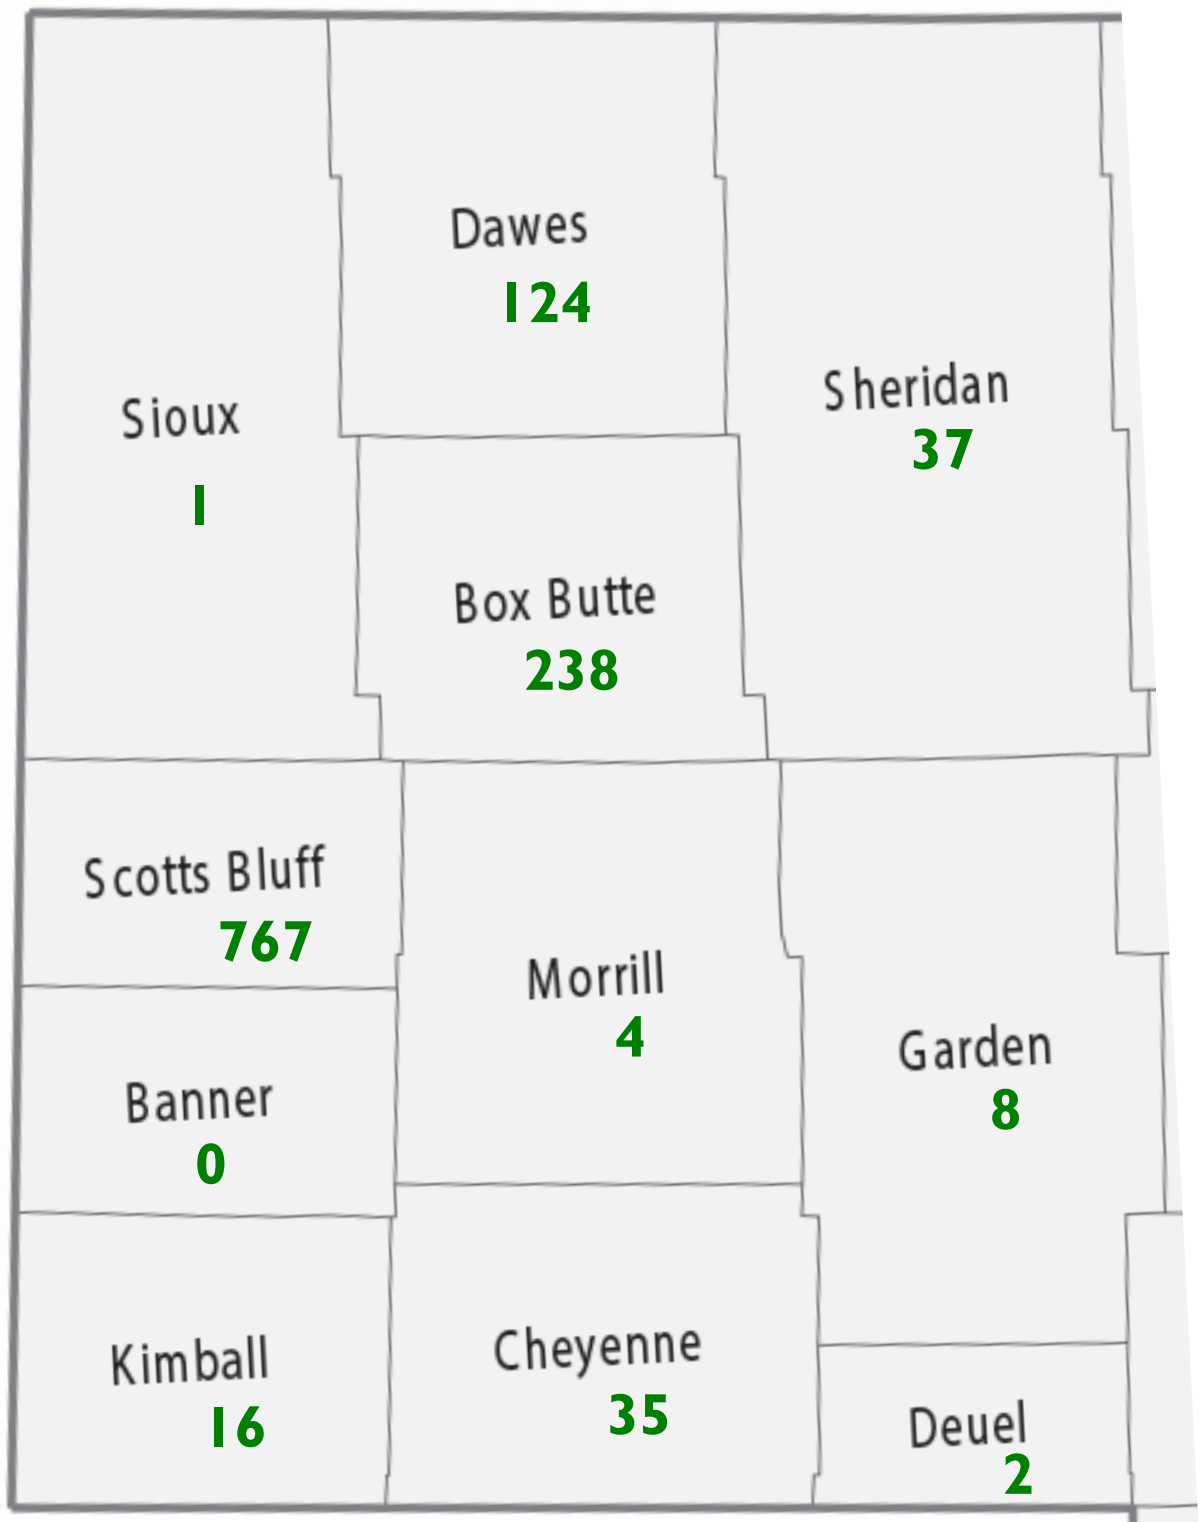 Dawes
124
Sheridan
37
Sioux
1
Box Butte
238
Scotts Bluff
767
Morrill
4
Garden
8
Banner
0
Kimball
16
Cheyenne
35
Deuel
2